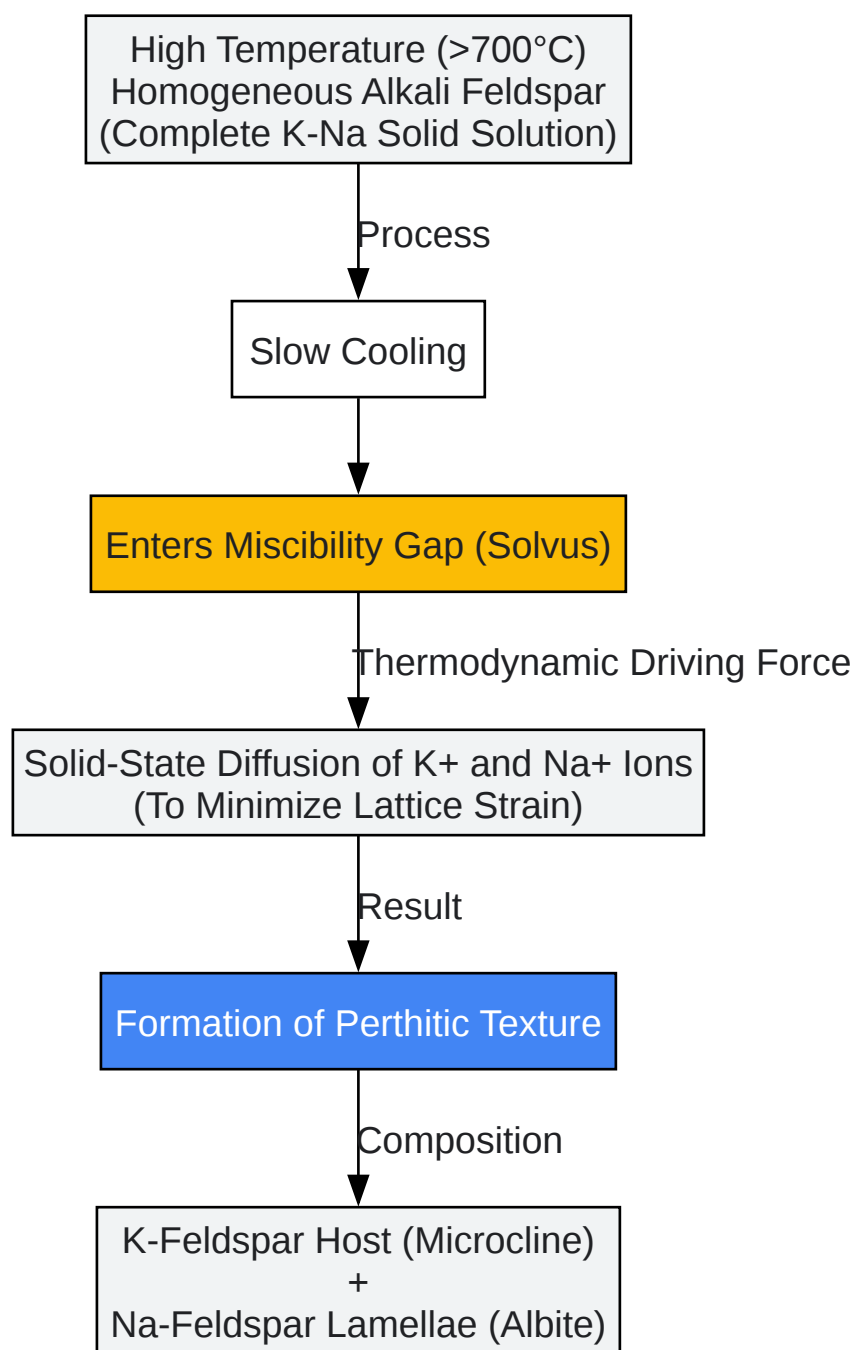 High Temperature (>700°C)
Homogeneous Alkali Feldspar
(Complete K-Na Solid Solution)
Process
Slow Cooling
Enters Miscibility Gap (Solvus)
Thermodynamic Driving Force
Solid-State Diffusion of K+ and Na+ Ions
(To Minimize Lattice Strain)
Result
Formation of Perthitic Texture
Composition
K-Feldspar Host (Microcline)
+
Na-Feldspar Lamellae (Albite)